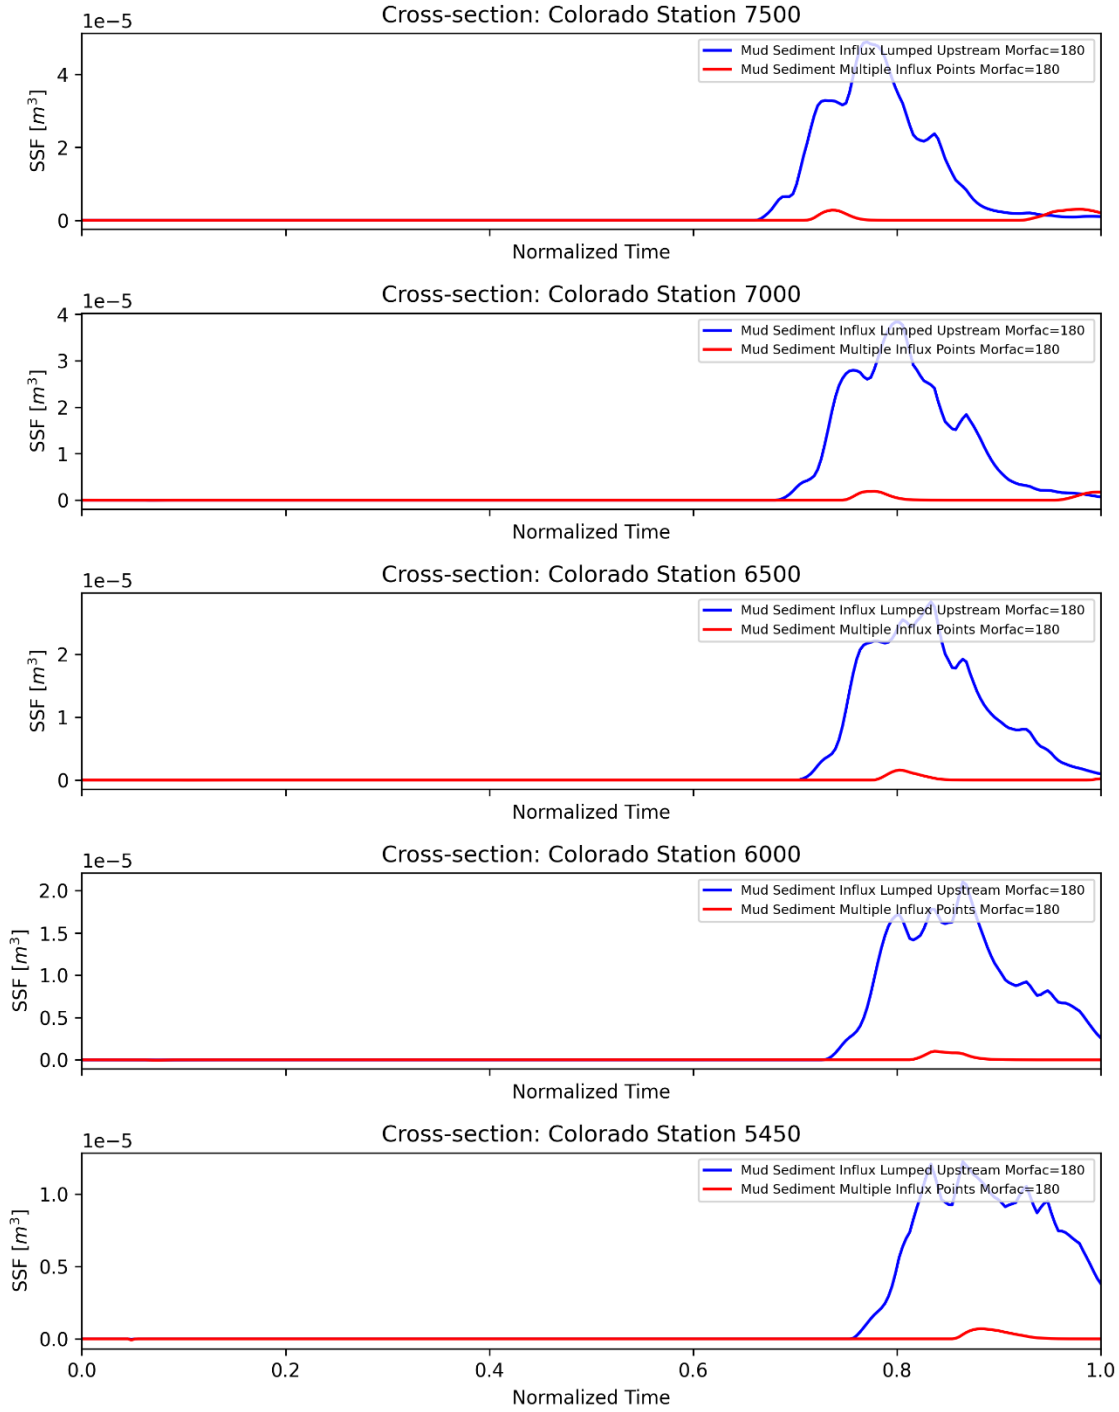 Cross-section: Colorado Station 7500
1e−5
Mud Sediment Influx Lumped Upstream Morfac=180
Mud Sediment Multiple Influx Points Morfac=180
4
2
0
SSF [m³]
Normalized Time
Cross-section: Colorado Station 7000
1e−5
Mud Sediment Influx Lumped Upstream Morfac=180
Mud Sediment Multiple Influx Points Morfac=180
4
3
2
1
0
SSF [m³]
Normalized Time
Cross-section: Colorado Station 6500
1e−5
Mud Sediment Influx Lumped Upstream Morfac=180
Mud Sediment Multiple Influx Points Morfac=180
2
1
0
SSF [m³]
Normalized Time
Cross-section: Colorado Station 6000
1e−5
Mud Sediment Influx Lumped Upstream Morfac=180
Mud Sediment Multiple Influx Points Morfac=180
2.0
1.5
1.0
0.5
0.0
SSF [m³]
Normalized Time
Cross-section: Colorado Station 5450
1e−5
Mud Sediment Influx Lumped Upstream Morfac=180
Mud Sediment Multiple Influx Points Morfac=180
1.0
0.5
0.0
SSF [m³]
0.0 0.2 0.4 0.6 0.8 1.0
Normalized Time